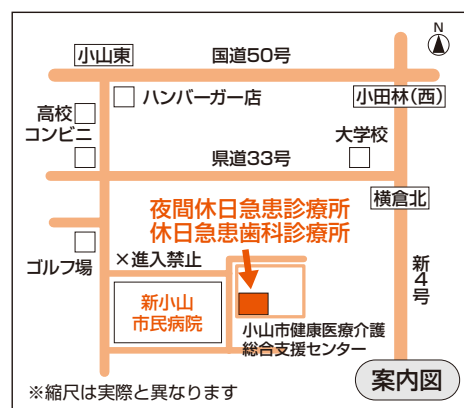 N
小山東
国道50号
ハンバーガー店
小田林(西)
高校
コンビニ
大学校
県道33号
横倉北
夜間休日急患診療所
休日急患歯科診療所
×進入禁止
ゴルフ場
新4号
新小山
市民病院
小山市健康医療介護
総合支援センター
案内図
※縮尺は実際と異なります